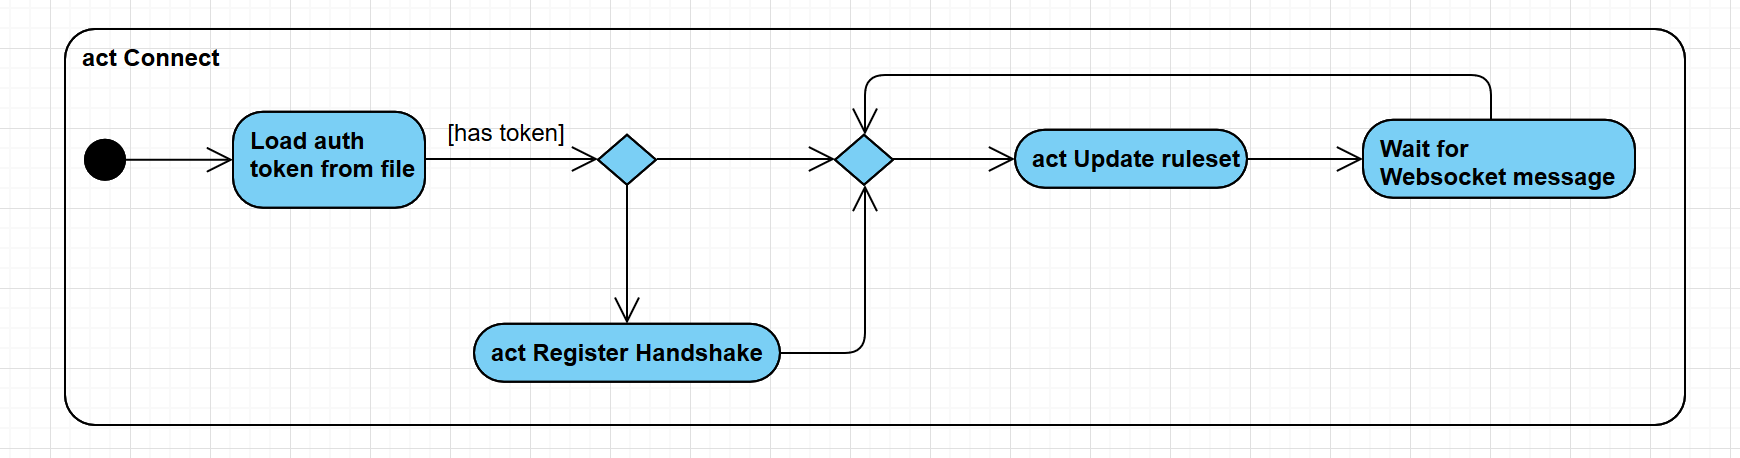 act Connect
Load auth
token from file
[has token]
act Update ruleset
Wait for
Websocket message
act Register Handshake